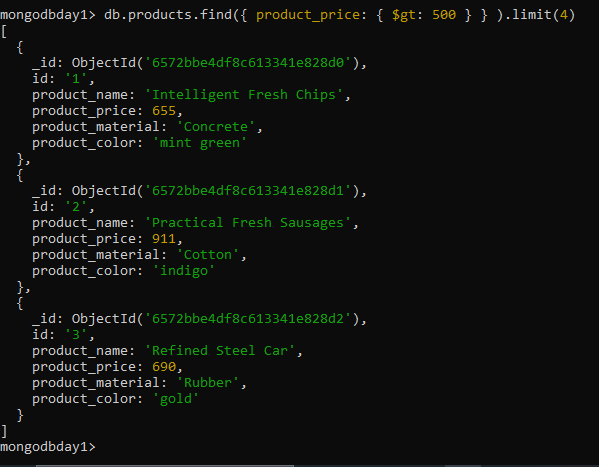 mongodbday1> db.products.find({ product_price: { $gt: 500 } } ).limit(4)
[
  {
    _id: ObjectId('6572bbe4df8c613341e828d0'),
    id: '1',
    product_name: 'Intelligent Fresh Chips',
    product_price: 655,
    product_material: 'Concrete',
    product_color: 'mint green'
  },
  {
    _id: ObjectId('6572bbe4df8c613341e828d1'),
    id: '2',
    product_name: 'Practical Fresh Sausages',
    product_price: 911,
    product_material: 'Cotton',
    product_color: 'indigo'
  },
  {
    _id: ObjectId('6572bbe4df8c613341e828d2'),
    id: '3',
    product_name: 'Refined Steel Car',
    product_price: 690,
    product_material: 'Rubber',
    product_color: 'gold'
  }
]
mongodbday1>